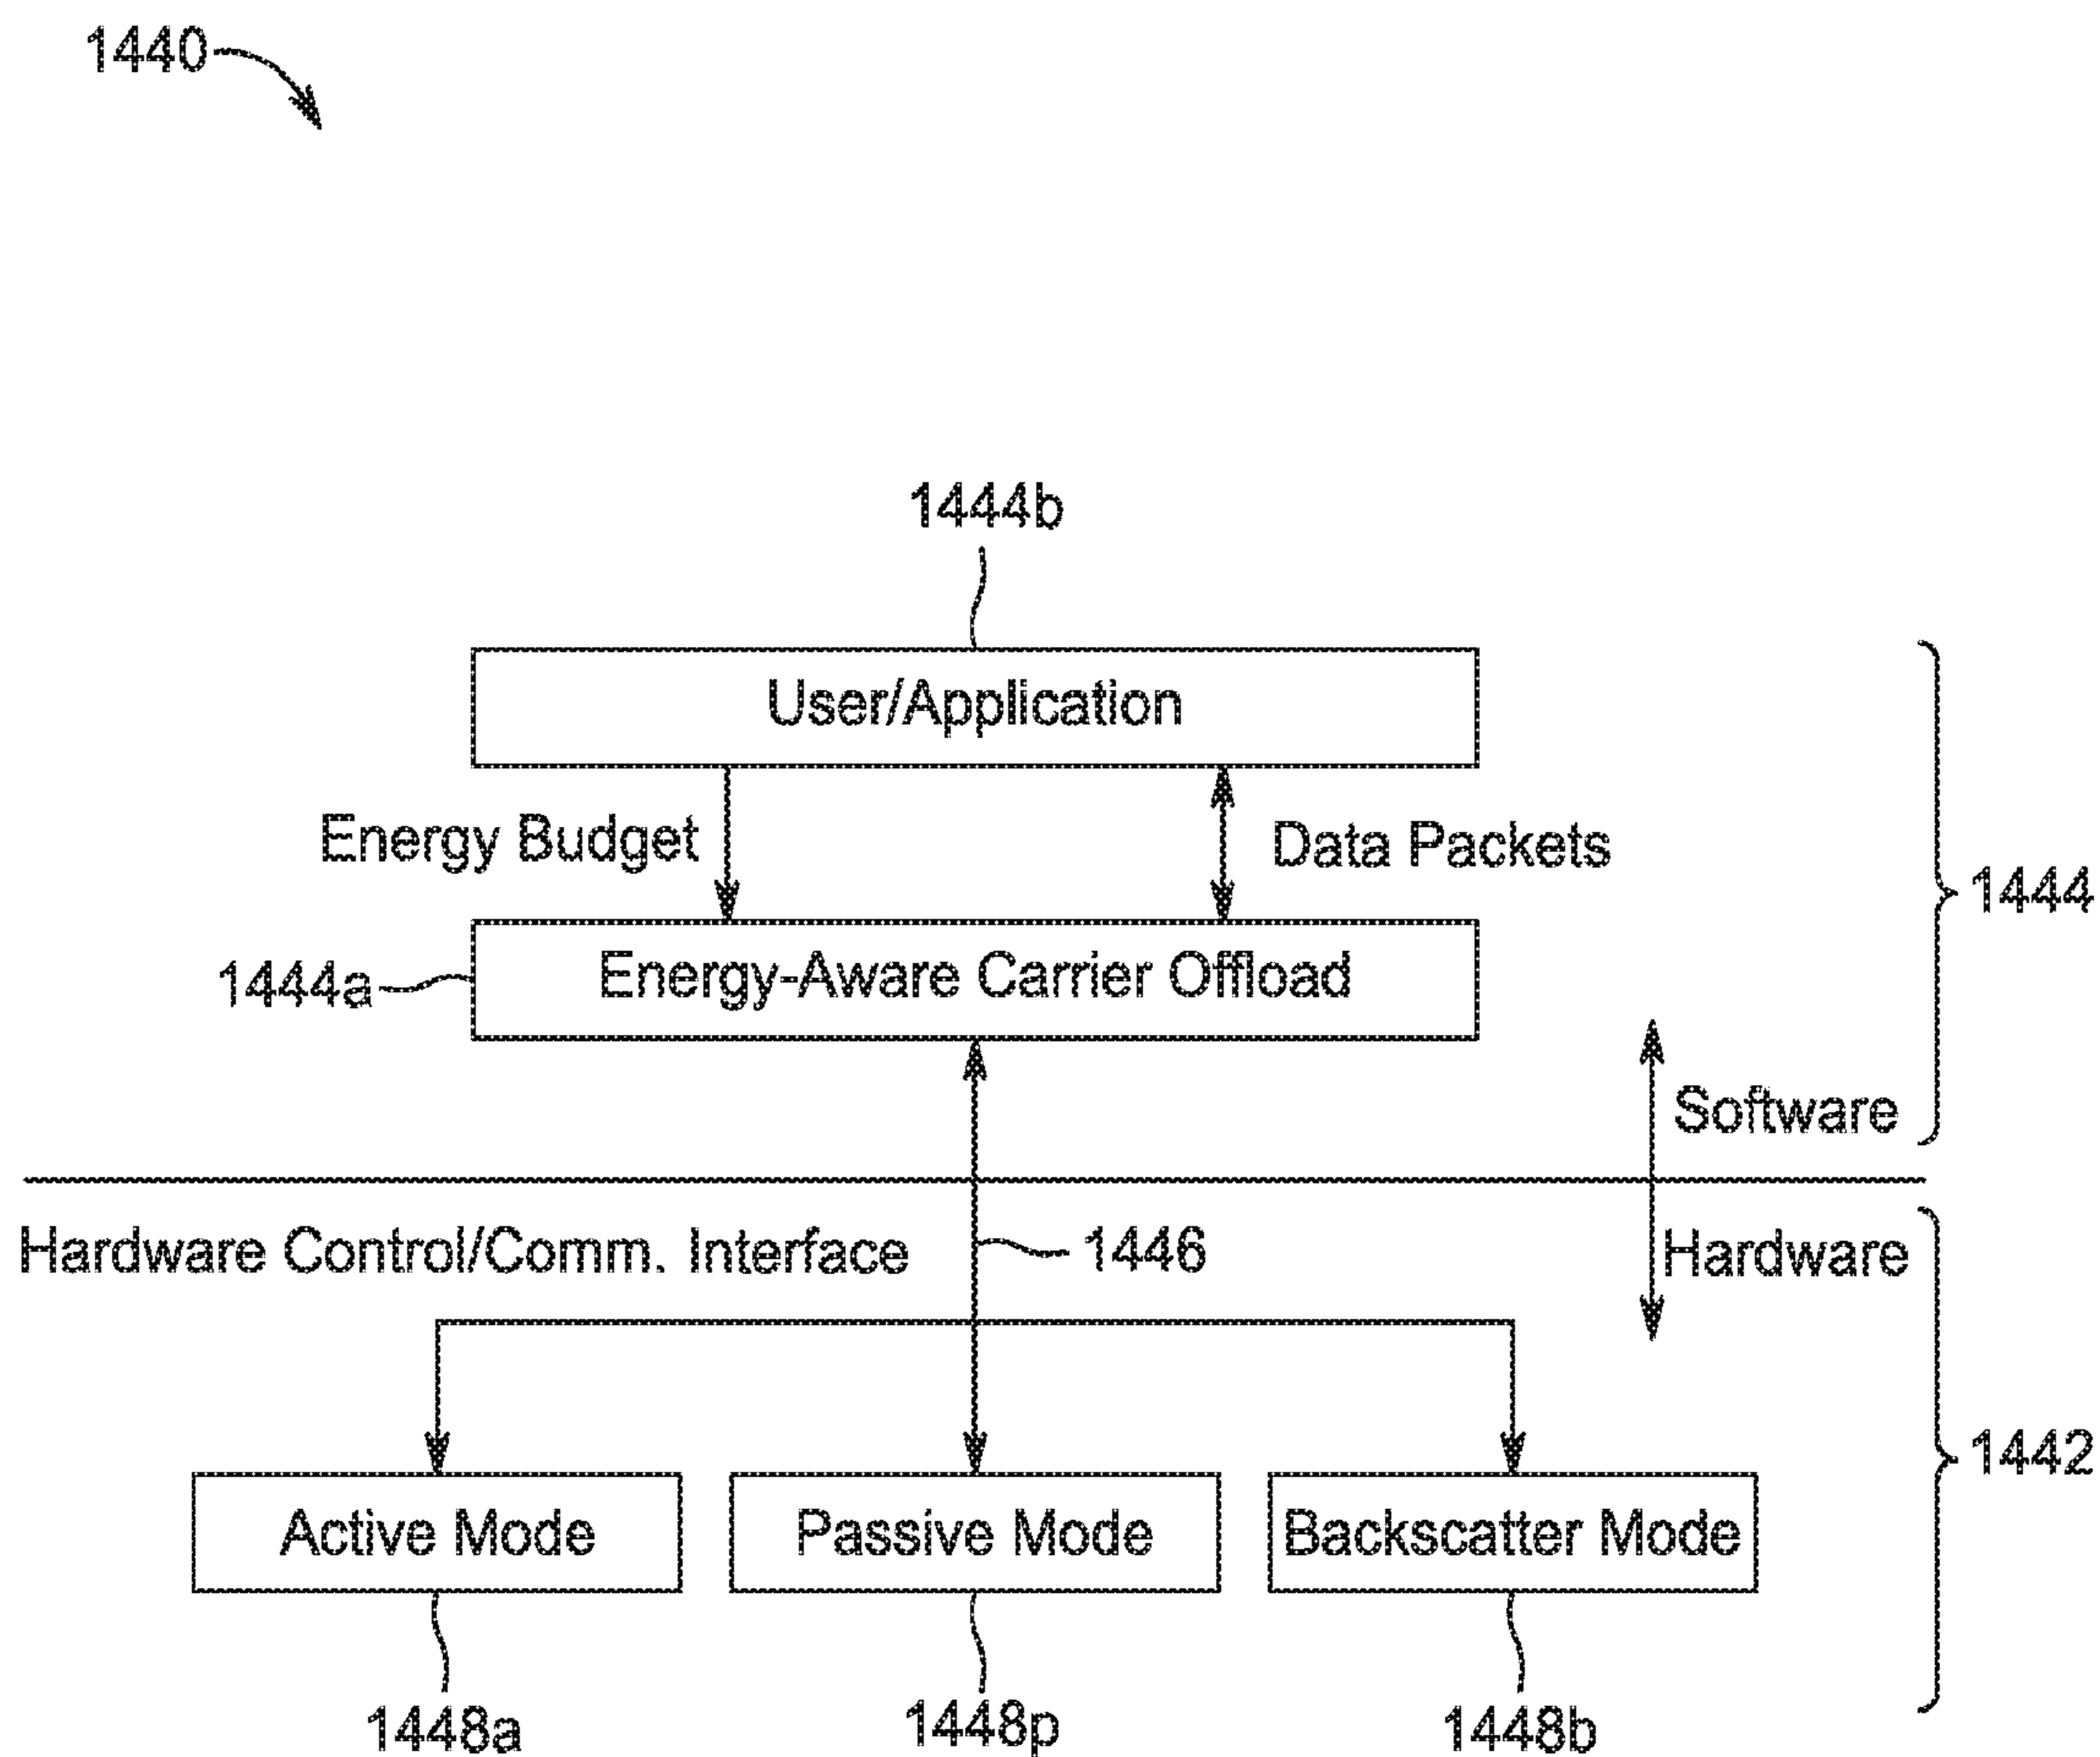 1440
1444b
User/Application
Energy Budget
Data Packets
1444
1444a
Energy-Aware Carrier Offload
Software
Hardware Control/Comm. Interface
1446
Hardware
1442
Active Mode
Passive Mode
Backscatter Mode
1448a
1448p
1448b